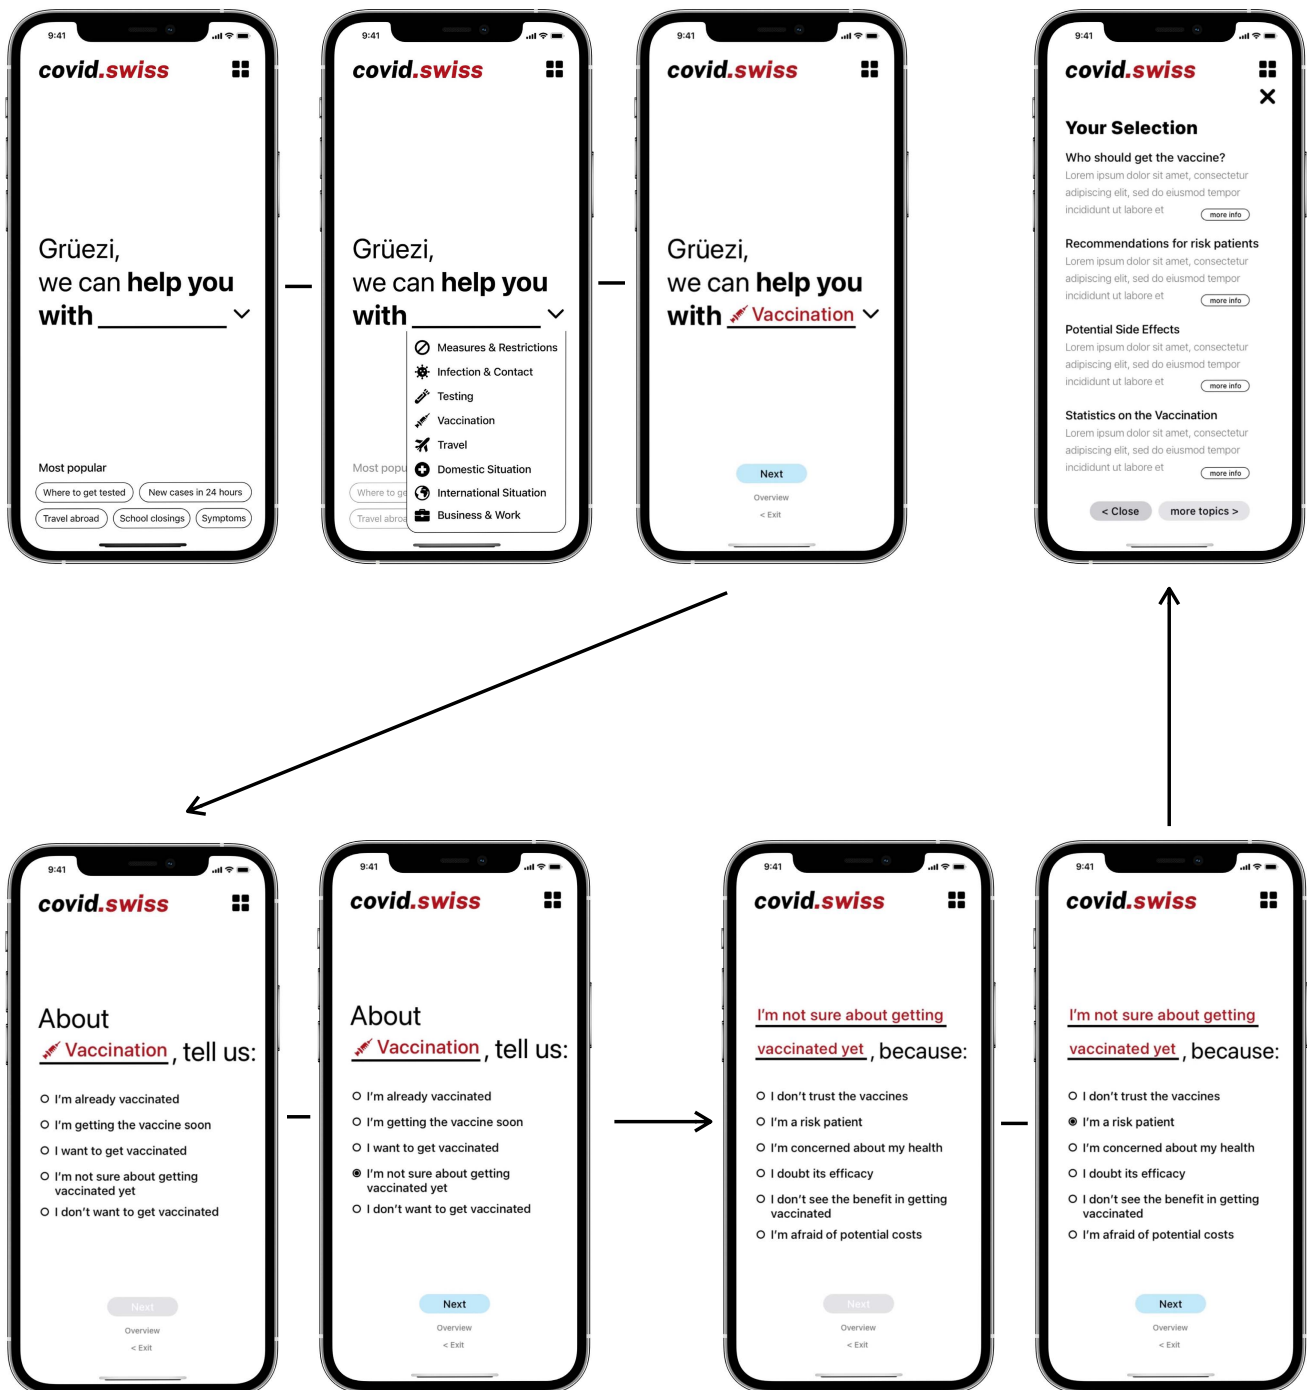 9:41
covid.swiss
Grüezi,
we can help you
with
Most popular
Where to get tested
New cases in 24 hours
Travel abroad
School closings
Symptoms
9:41
covid.swiss
Grüezi,
we can help you
with
Measures & Restrictions
Infection & Contact
Testing
Vaccination
Travel
Domestic Situation
International Situation
Business & Work
Most popu
Where to ge
Travel abroa
9:41
covid.swiss
Grüezi,
we can help you
with Vaccination
Next
Overview
< Exit
9:41
covid.swiss
Your Selection
Who should get the vaccine?
Lorem ipsum dolor sit amet, consectetur
adipiscing elit, sed do eiusmod tempor
incididunt ut labore et
more info
Recommendations for risk patients
Lorem ipsum dolor sit amet, consectetur
adipiscing elit, sed do eiusmod tempor
incididunt ut labore et
more info
Potential Side Effects
Lorem ipsum dolor sit amet, consectetur
adipiscing elit, sed do eiusmod tempor
incididunt ut labore et
more info
Statistics on the Vaccination
Lorem ipsum dolor sit amet, consectetur
adipiscing elit, sed do eiusmod tempor
incididunt ut labore et
more info
< Close
more topics >
9:41
covid.swiss
About
Vaccination, tell us:
I'm already vaccinated
I'm getting the vaccine soon
I want to get vaccinated
I'm not sure about getting
vaccinated yet
I don't want to get vaccinated
Next
Overview
< Exit
9:41
covid.swiss
About
Vaccination, tell us:
I'm already vaccinated
I'm getting the vaccine soon
I want to get vaccinated
I'm not sure about getting
vaccinated yet
I don't want to get vaccinated
Next
Overview
< Exit
9:41
covid.swiss
I'm not sure about getting
vaccinated yet, because:
I don't trust the vaccines
I'm a risk patient
I'm concerned about my health
I doubt its efficacy
I don't see the benefit in getting
vaccinated
I'm afraid of potential costs
Next
Overview
< Exit
9:41
covid.swiss
I'm not sure about getting
vaccinated yet, because:
I don't trust the vaccines
I'm a risk patient
I'm concerned about my health
I doubt its efficacy
I don't see the benefit in getting
vaccinated
I'm afraid of potential costs
Next
Overview
< Exit